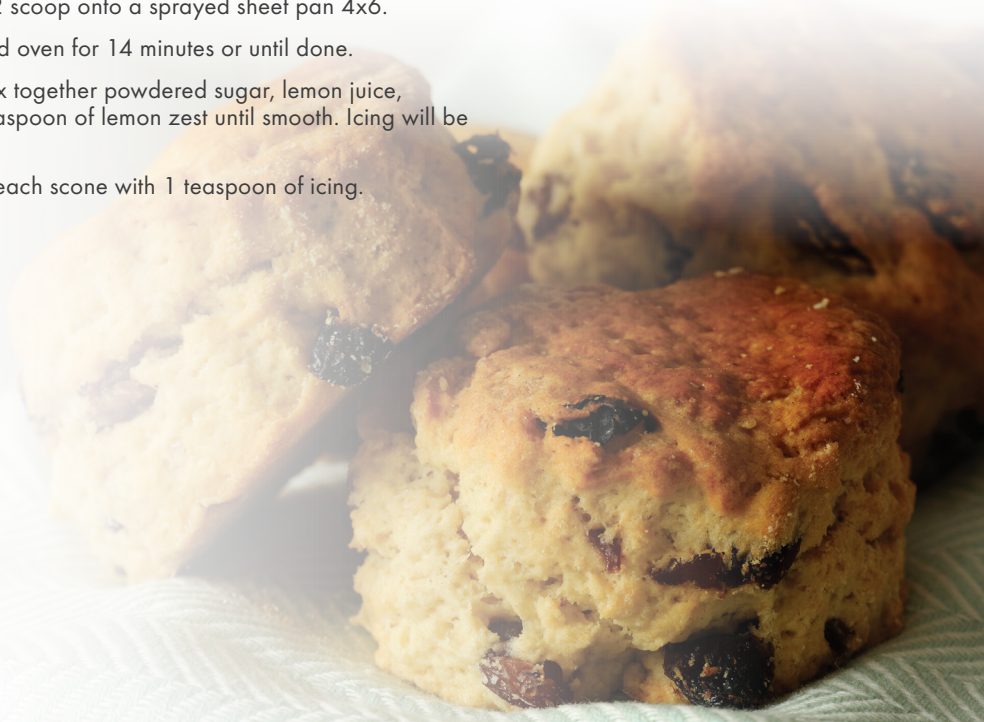 scoop onto a sprayed sheet pan 4x6.
oven for 14 minutes or until done.
together powdered sugar, lemon juice,
of lemon zest until smooth. Icing will be
each scone with 1 teaspoon of icing.